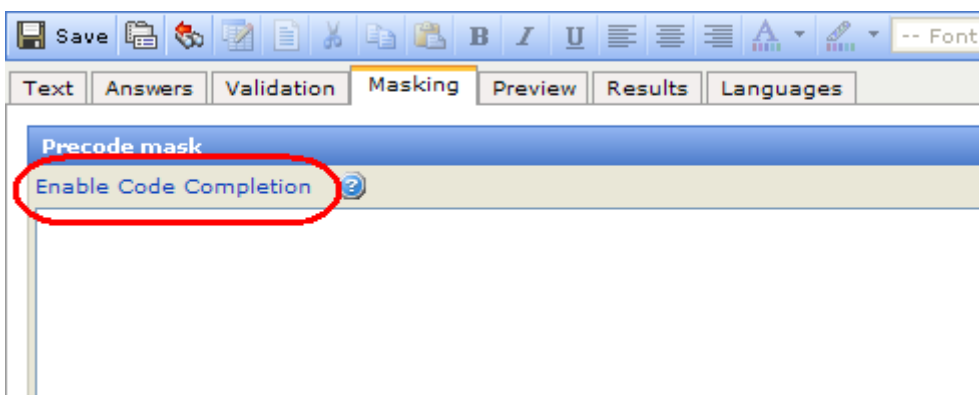 Save B I U A -- Font
Text Answers Validation Masking Preview Results Languages
Precode mask
Enable Code Completion ?